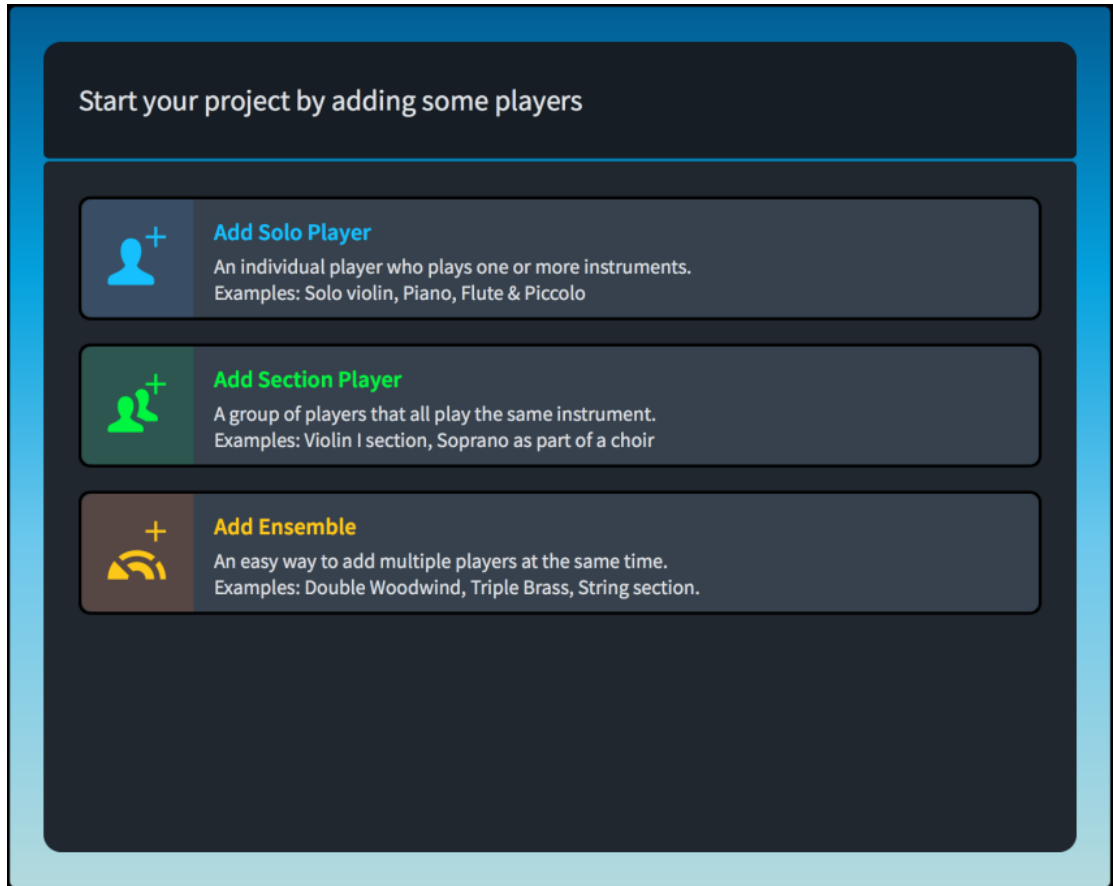 Start your project by adding some players
Add Solo Player
An individual player who plays one or more instruments.
Examples: Solo violin, Piano, Flute & Piccolo
Add Section Player
A group of players that all play the same instrument.
Examples: Violin I section, Soprano as part of a choir
Add Ensemble
An easy way to add multiple players at the same time.
Examples: Double Woodwind, Triple Brass, String section.